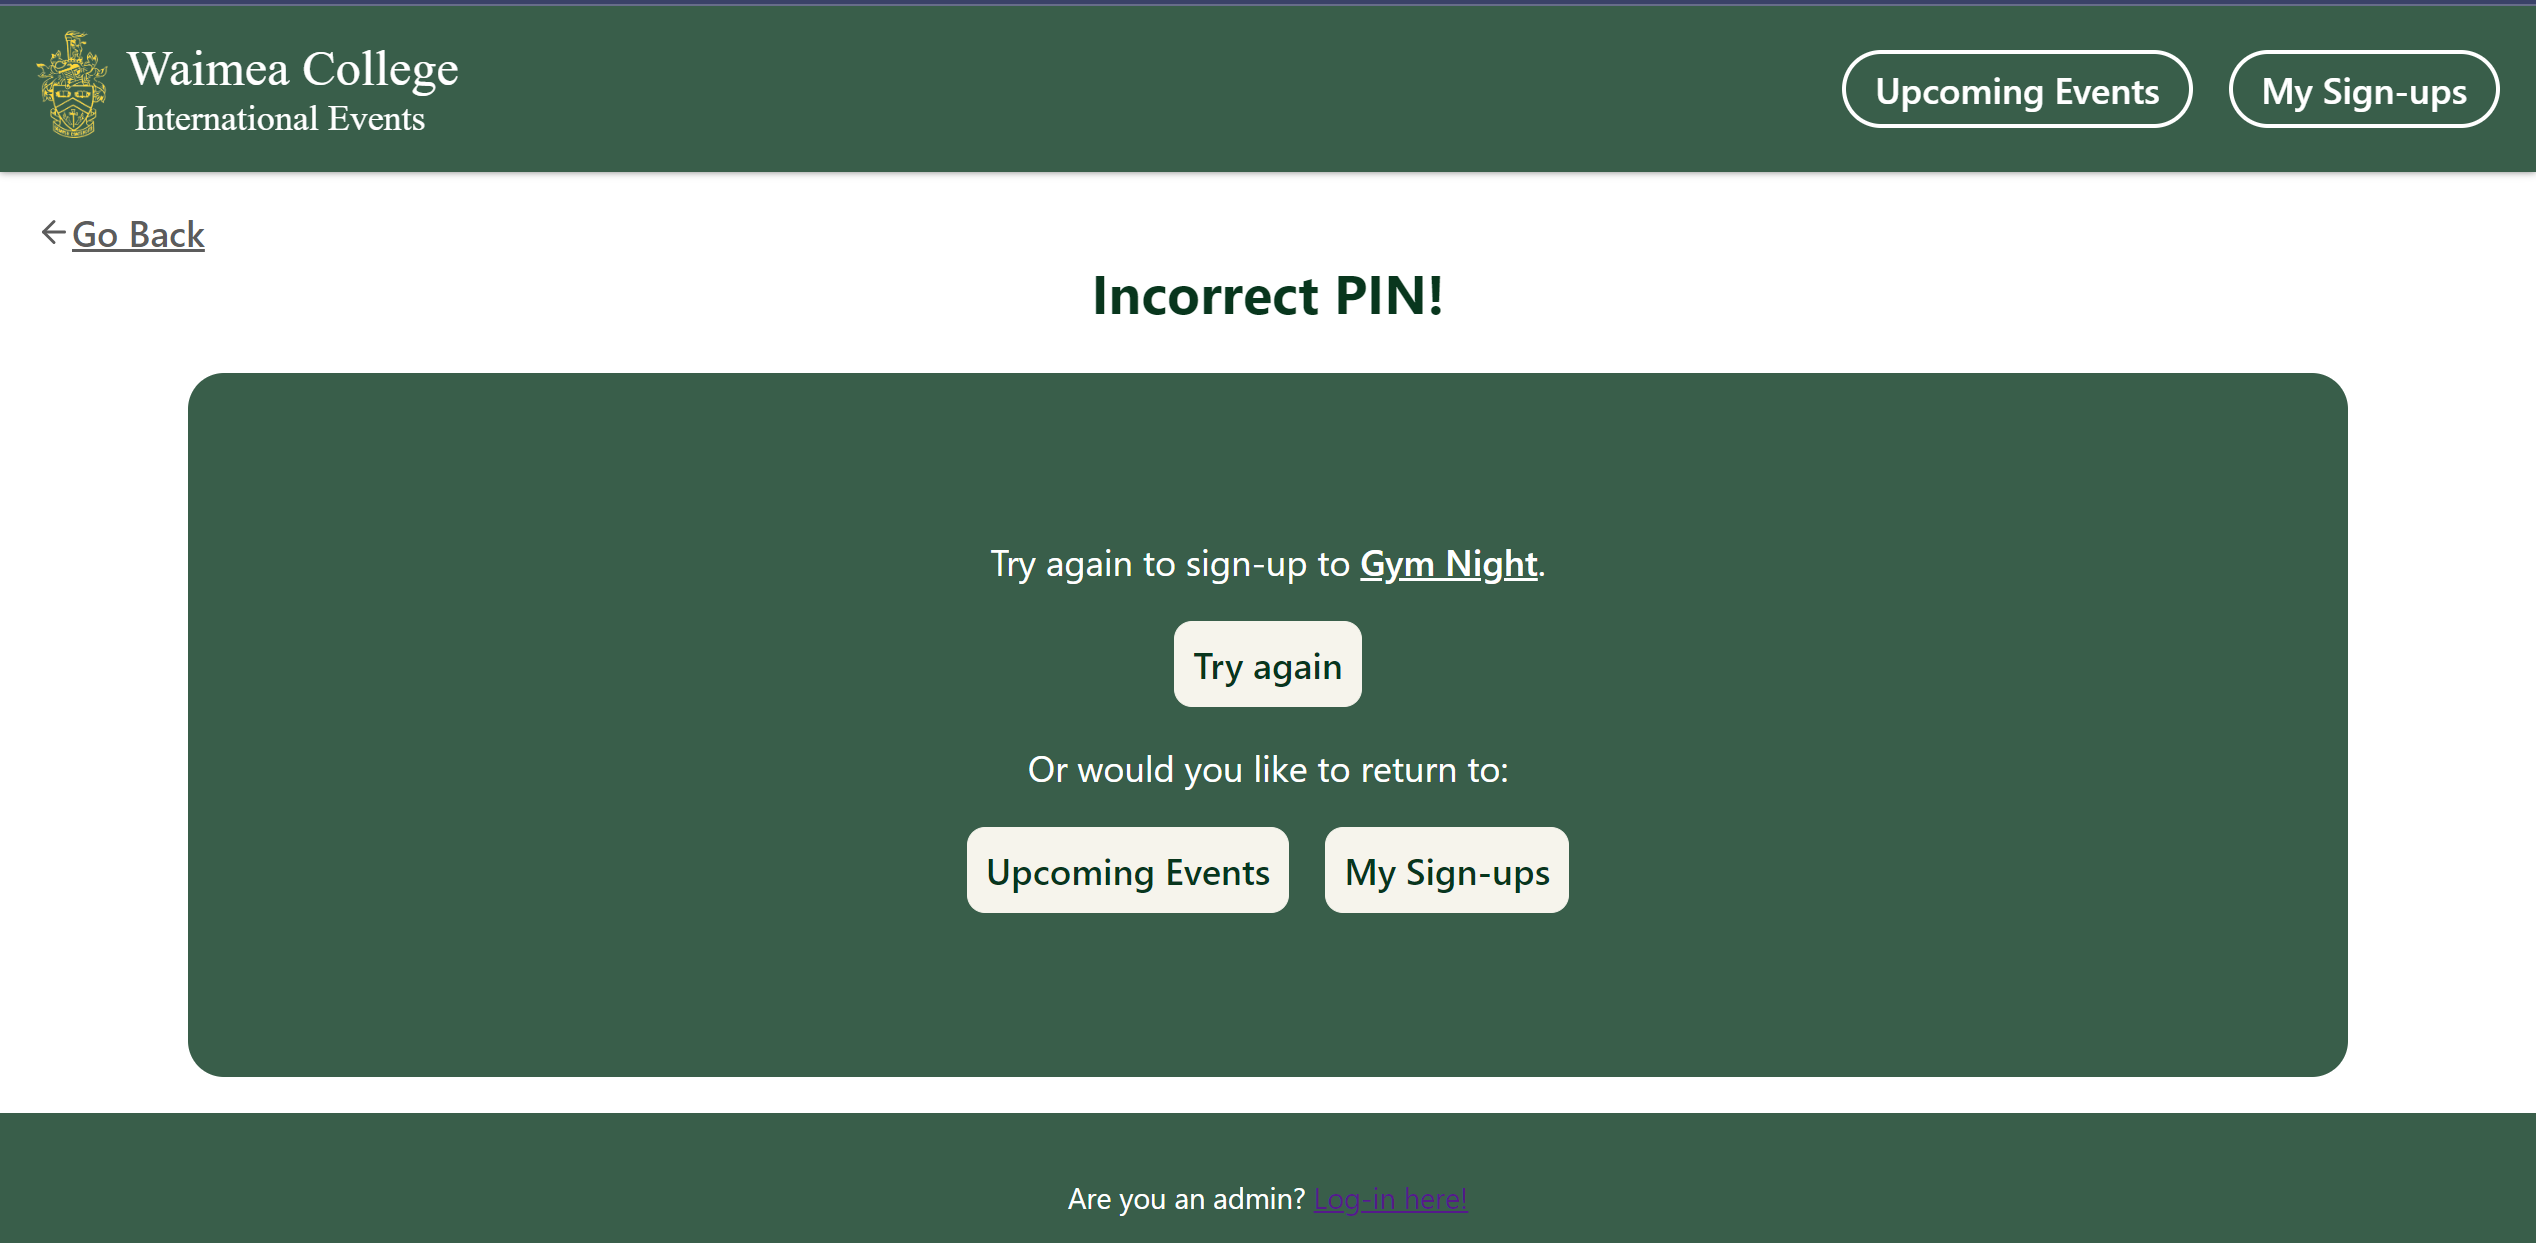 Waimea College
International Events
Upcoming Events
My Sign-ups
Go Back
Incorrect PIN!
Try again to sign-up to Gym Night.
Try again
Or would you like to return to:
Upcoming Events
My Sign-ups
Are you an admin? Log-in here!